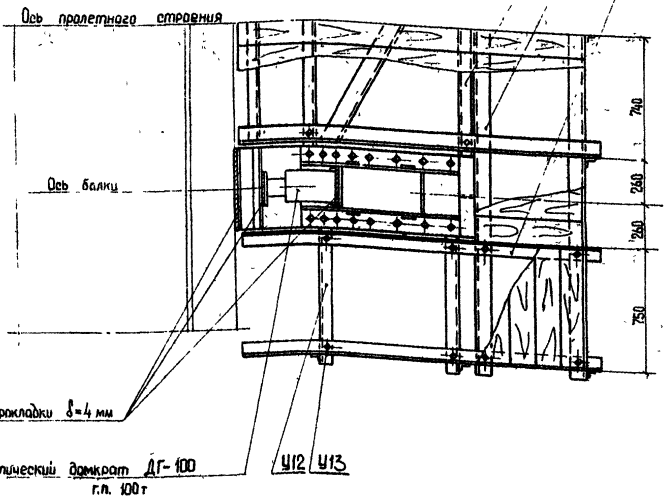 Ось пролетного строения
740
Ось балки
260
260
750
рокладки δ=4 мм
лический домкрат ДГ-100
г.п. 100т
У12 У13